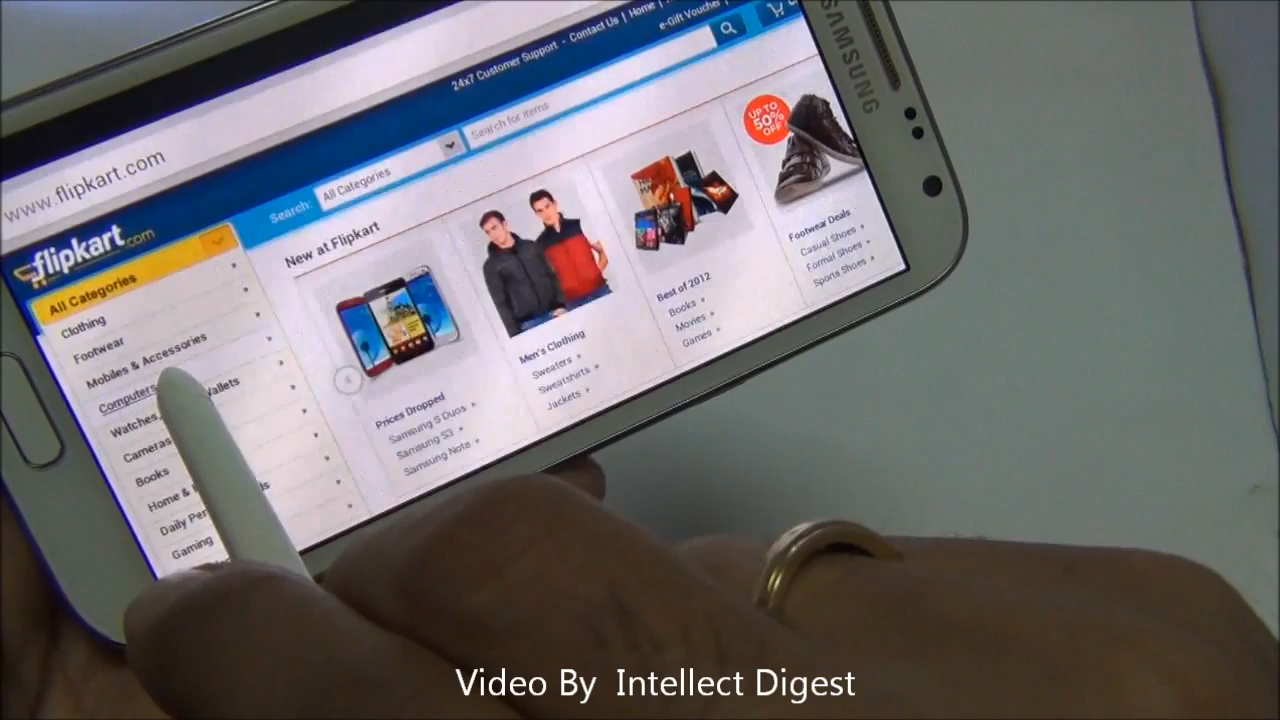 SAMSUNG
24x7 Customer Support - Contact Us | Home |
e-Gift Voucher
www.flipkart.com
Search: All Categories Search for items
flipkart.com
All Categories
Clothing
Footwear
Mobiles & Accessories
Computers
Watches, Wallets
Cameras
Books
Home &
Daily
Gaming
New at Flipkart
Prices Dropped
Samsung S Duos
Samsung S3
Samsung Note
Men's Clothing
Sweaters
Sweatshirts
Jackets
Best of 2012
Books
Movies
Games
UP TO
50%
OFF
Footwear Deals
Casual Shoes
Formal Shoes
Sports Shoes
Video By Intellect Digest